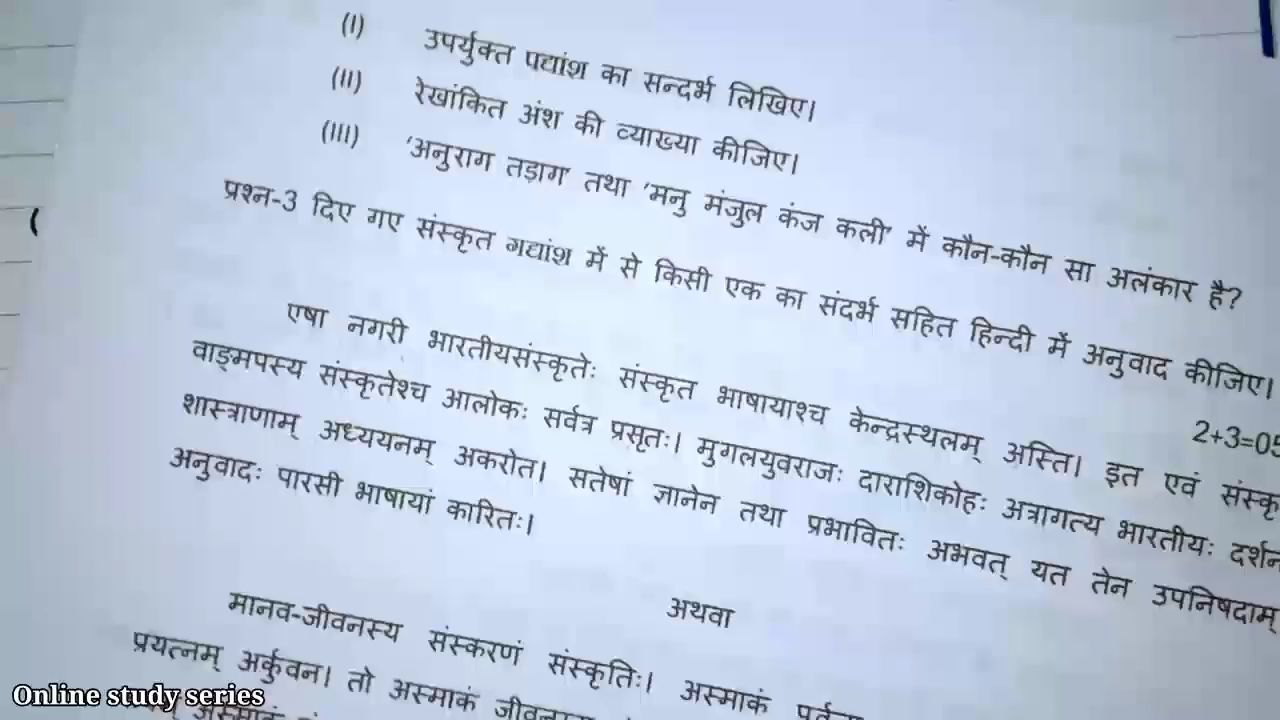 (I) उपर्युक्त पद्यांश का सन्दर्भ लिखिए।
(II) रेखांकित अंश की व्याख्या कीजिए।
(III) 'अनुराग तड़ाग' तथा 'मनु मंजुल कंज कली' में कौन-कौन सा अलंकार है?
प्रश्न-3 दिए गए संस्कृत गद्यांश में से किसी एक का संदर्भ सहित हिन्दी में अनुवाद कीजिए।
2+3=05
एषा नगरी भारतीयसंस्कृतेः संस्कृत भाषायाश्च केन्द्रस्थलम् अस्ति। इत एवं संस्कृ
वाङ्मपस्य संस्कृतेश्च आलोकः सर्वत्र प्रसृतः। मुगलयुवराजः दाराशिकोहः अत्रागत्य भारतीयः दर्शन
शास्त्राणाम् अध्ययनम् अकरोत। सतेषां ज्ञानेन तथा प्रभावितः अभवत् यत तेन उपनिषदाम्
अनुवादः पारसी भाषायां कारितः।
अथवा
मानव-जीवनस्य संस्करणं संस्कृतिः। अस्माकं
प्रयत्नम् अर्कुवन। तो अस्माकं
Online study series